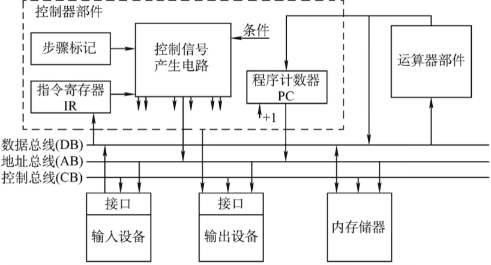 控制器部件
步骤标记
控制信号
产生电路
条件
指令寄存器
IR
程序计数器
PC
+1
运算器部件
数据总线(DB)
地址总线(AB)
控制总线(CB)
接口
输入设备
接口
输出设备
内存储器